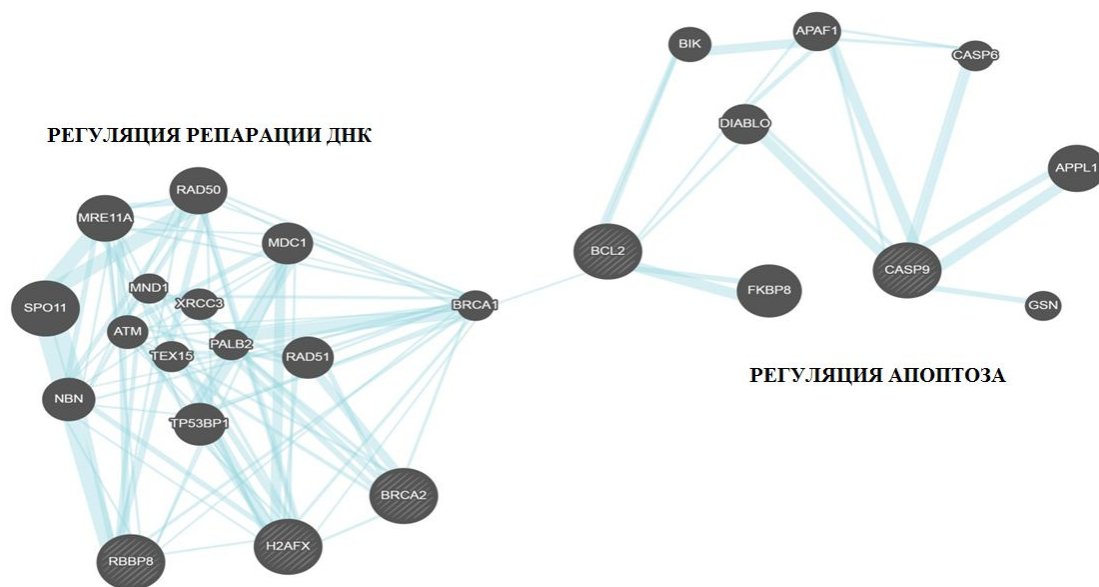 BIK
APAF1
CASP6
DIABLO
РЕГУЛЯЦИЯ РЕПАРАЦИИ ДНК
APPL1
RAD50
MRE11A
MDC1
BCL2
CASP9
MND1
FKBP8
SPO11
XRCC3
BRCA1
GSN
ATM
PALB2
TEX15
RAD51
РЕГУЛЯЦИЯ АПОПТОЗА
NBN
TP53BP1
BRCA2
H2AFX
RBBP8